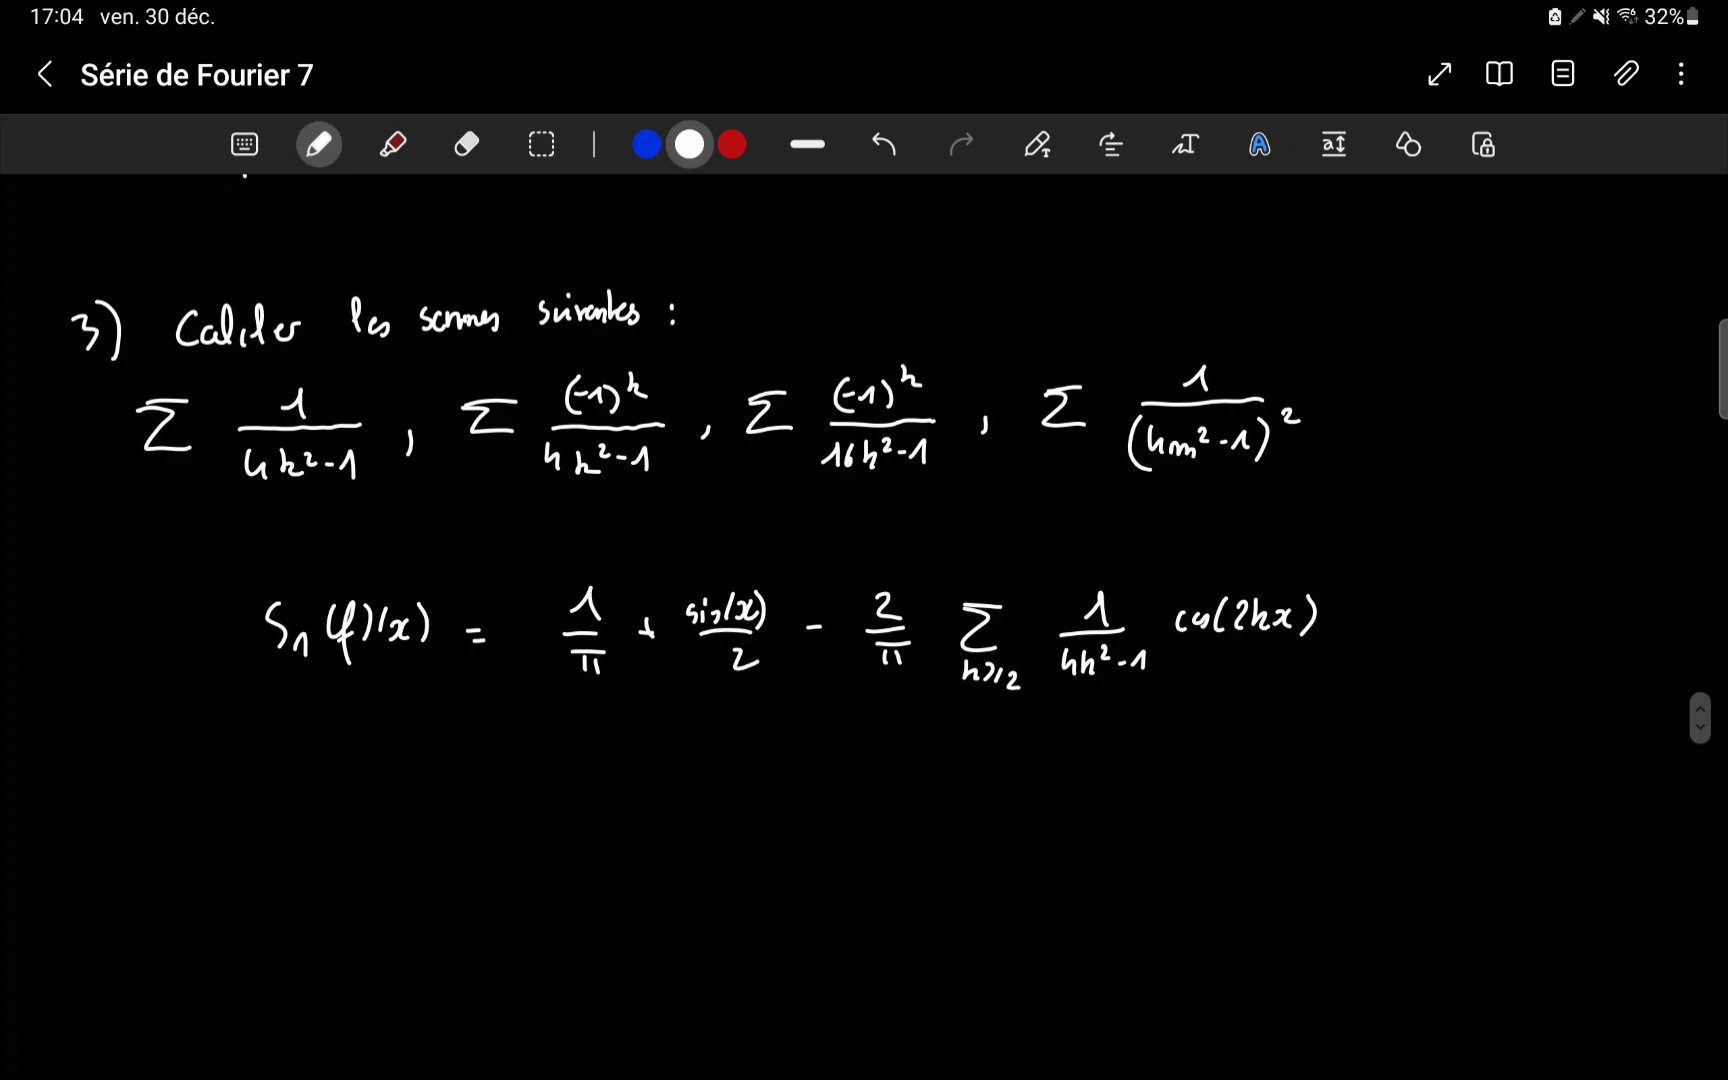 17:04 ven. 30 déc. 32%
Série de Fourier 7
3) Calculer les sommes suivantes :
∑ 1/(4k²-1) , ∑ (-1)^k/(4k²-1) , ∑ (-1)^k/(16k²-1) , ∑ 1/(4m²-1)²
S_n(f)(x) = 1/π + sin(x)/2 - 2/π ∑_{k≥2} 1/(4k²-1) cos(2kx)